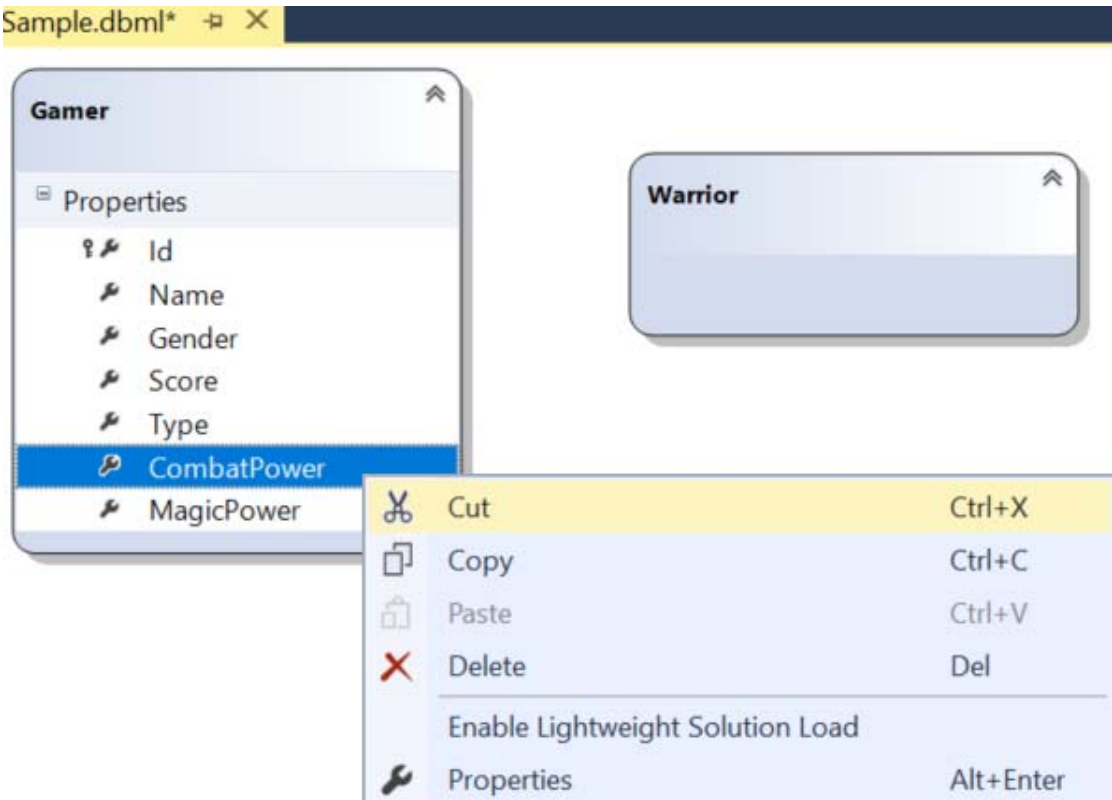 Sample.dbml*
Gamer
Properties
Id
Name
Gender
Score
Type
CombatPower
MagicPower
Warrior
Cut Ctrl+X
Copy Ctrl+C
Paste Ctrl+V
Delete Del
Enable Lightweight Solution Load
Properties Alt+Enter